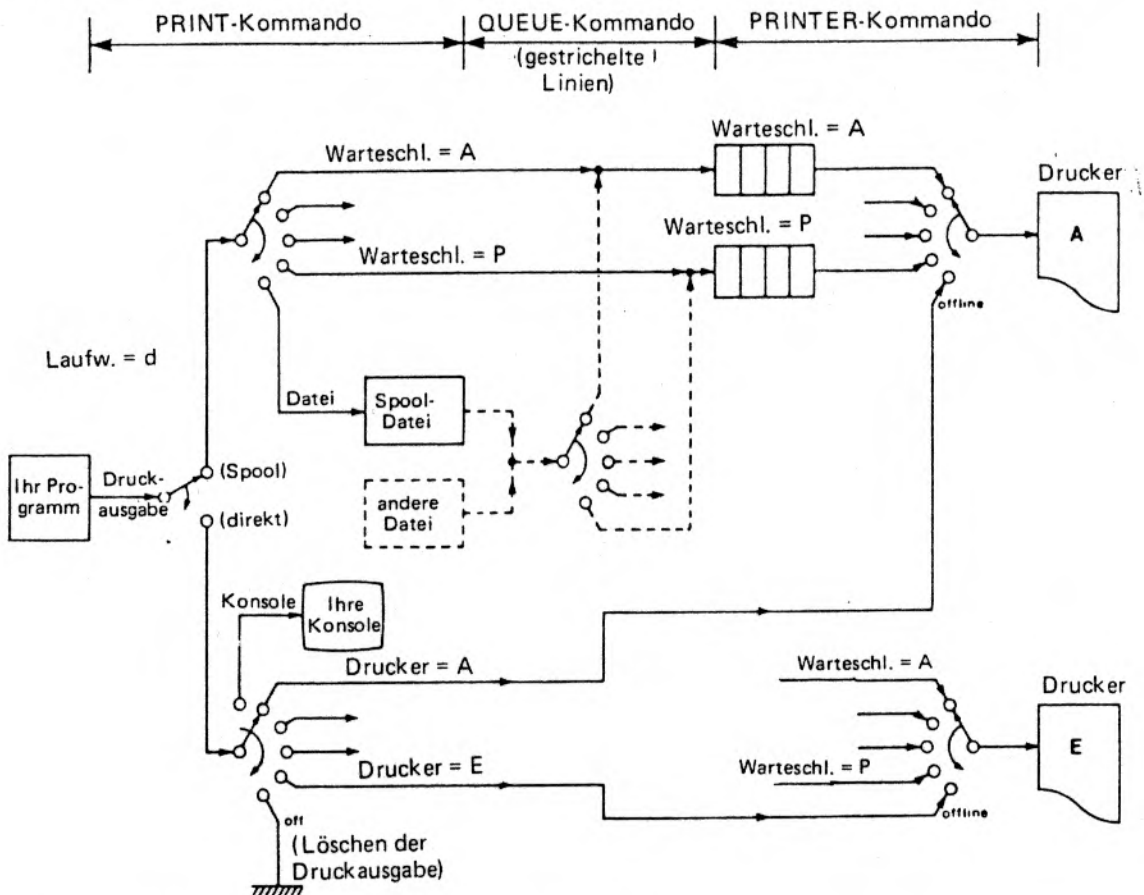 PRINT-Kommando
QUEUE-Kommando
PRINTER-Kommando
(gestrichelte
Linien)
Warteschl. = A
Warteschl. = A
Drucker
A
Warteschl. = P
Warteschl. = P
offline
Laufw. = d
Datei
Spool-
Datei
Ihr Pro-
gramm
Druck-
ausgabe
(Spool)
(direkt)
andere
Datei
Konsole
Ihre
Konsole
Drucker = A
Warteschl. = A
Drucker
E
Drucker = E
Warteschl. = P
offline
off
(Löschen der
Druckausgabe)